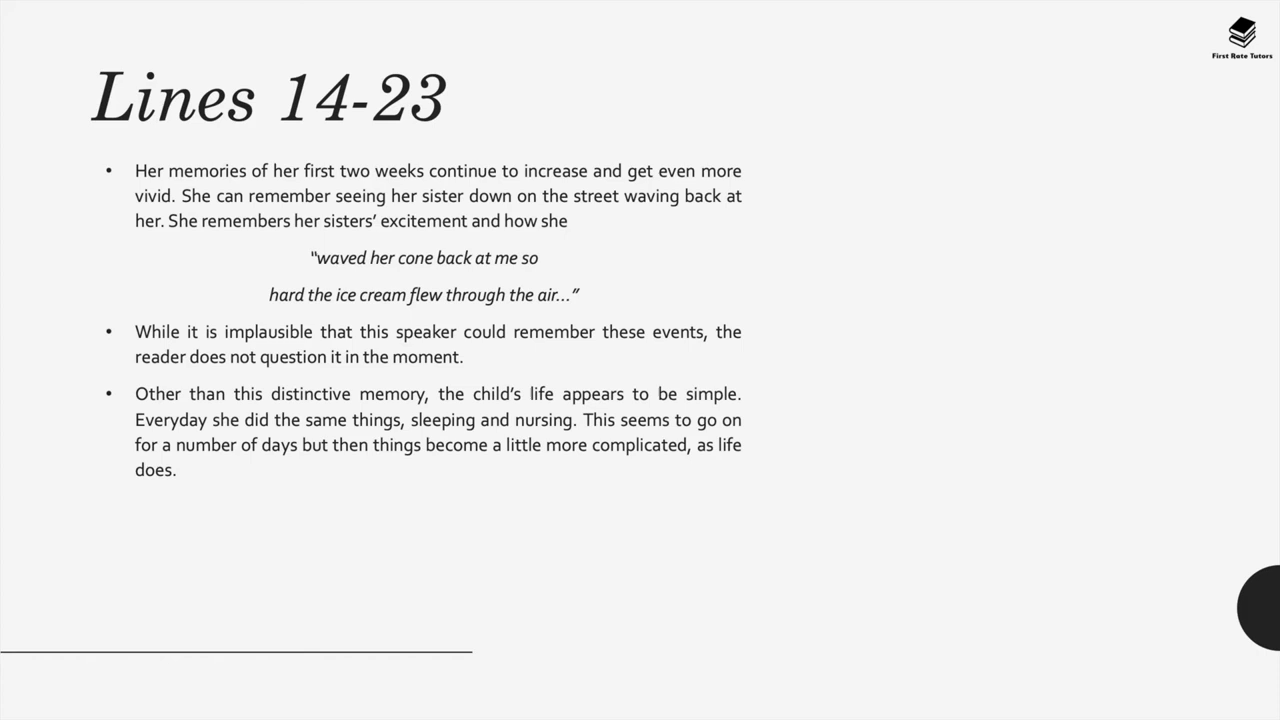 First Rate Tutors
Lines 14-23
• Her memories of her first two weeks continue to increase and get even more
vivid. She can remember seeing her sister down on the street waving back at
her. She remembers her sisters’ excitement and how she
“waved her cone back at me so
hard the ice cream flew through the air...”
• While it is implausible that this speaker could remember these events, the
reader does not question it in the moment.
• Other than this distinctive memory, the child’s life appears to be simple.
Everyday she did the same things, sleeping and nursing. This seems to go on
for a number of days but then things become a little more complicated, as life
does.